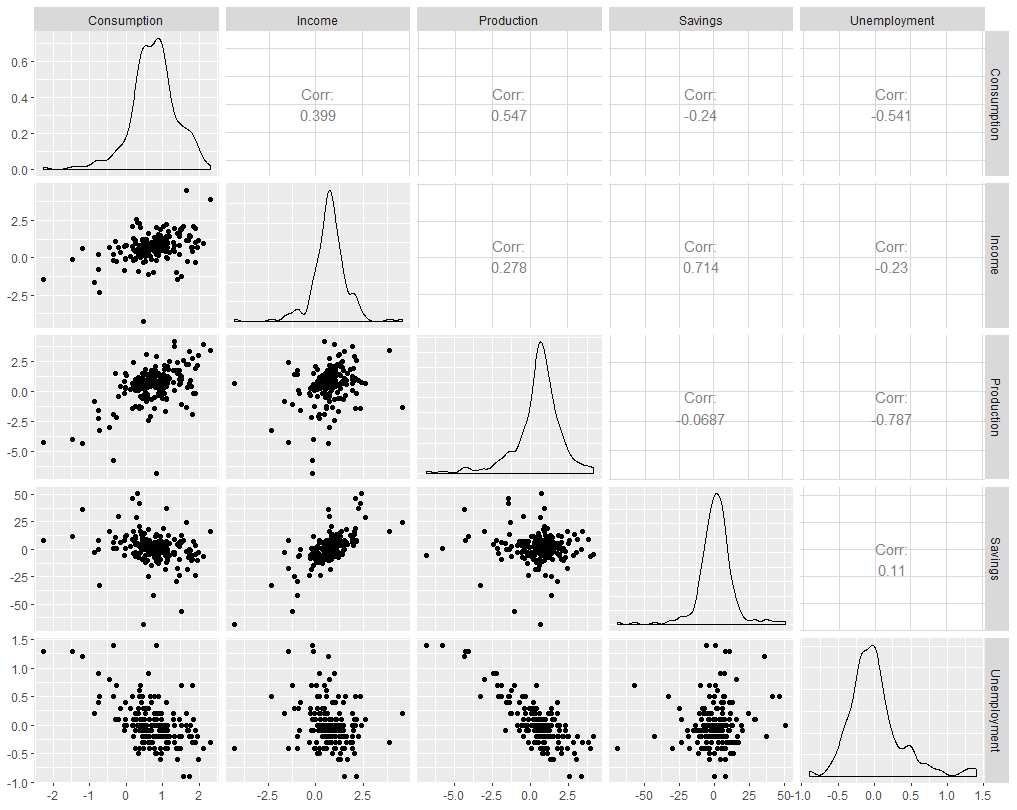 Consumption Income Production Savings Unemployment
0.6
0.4
0.2
0.0
Corr:
0.399
Corr:
0.547
Corr:
-0.24
Corr:
-0.541
Consumption
2.5
0.0
-2.5
Corr:
0.278
Corr:
0.714
Corr:
-0.23
Income
2.5
0.0
-2.5
-5.0
Corr:
-0.0687
Corr:
-0.787
Production
50
25
0
-25
-50
Corr:
0.11
Savings
1.5
1.0
0.5
0.0
-0.5
-1.0
Unemployment
-2 -1 0 1 2
-2.5 0.0 2.5
-5.0 -2.5 0.0 2.5
-50 -25 0 25 50
-1.0 -0.5 0.0 0.5 1.0 1.5